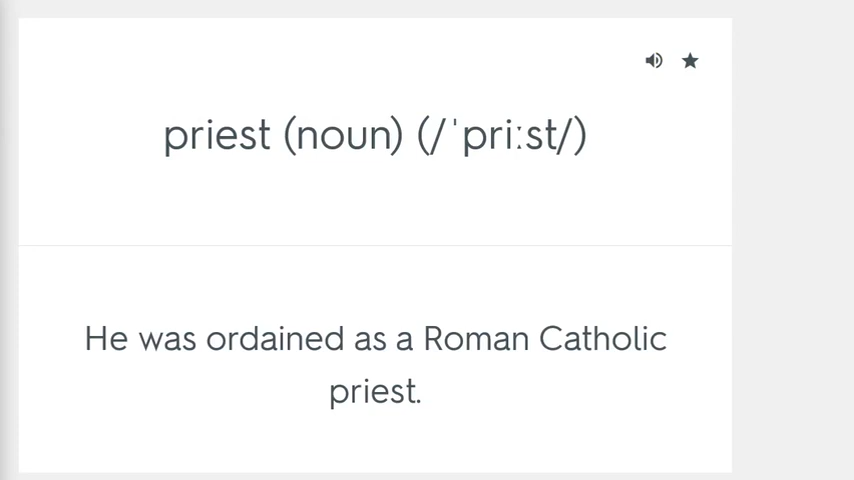 priest (noun) (/ˈpriːst/)
He was ordained as a Roman Catholic
priest.